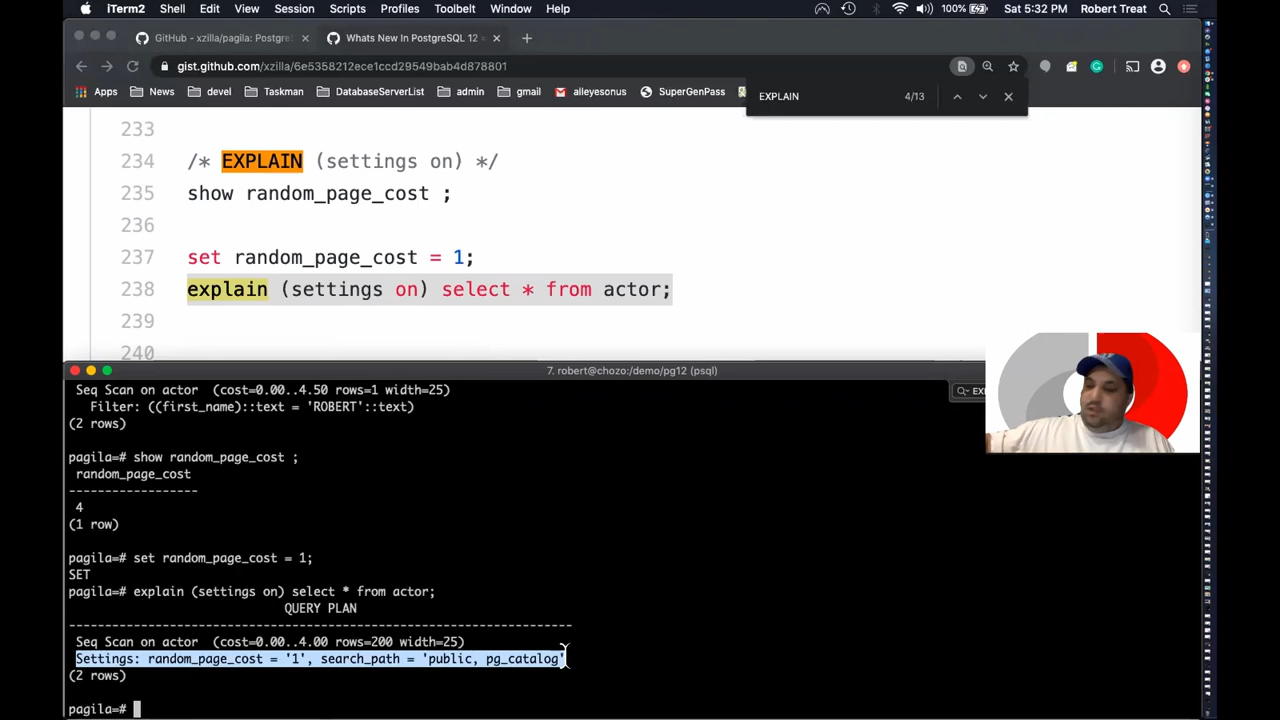 iTerm2 Shell Edit View Session Scripts Profiles Toolbelt Window Help 100% Sat 5:32 PM Robert Treat
GitHub - xzilla/pagila: Postgre × Whats New In PostgreSQL 12 × +
gist.github.com/xzilla/6e5358212ece1ccd29549bab4d878801
Apps News devel Taskman DatabaseServerList admin gmail alleyesonus SuperGenPass
EXPLAIN 4/13
233
234 /* EXPLAIN (settings on) */
235 show random_page_cost ;
236
237 set random_page_cost = 1;
238 explain (settings on) select * from actor;
239
240
7. robert@chozo:/demo/pg12 (psql)
Seq Scan on actor (cost=0.00..4.50 rows=1 width=25)
Filter: ((first_name)::text = 'ROBERT'::text)
(2 rows)
pagila=# show random_page_cost ;
random_page_cost
------------------
4
(1 row)
pagila=# set random_page_cost = 1;
SET
pagila=# explain (settings on) select * from actor;
QUERY PLAN
----------------------------------------------------------------------
Seq Scan on actor (cost=0.00..4.00 rows=200 width=25)
Settings: random_page_cost = '1', search_path = 'public, pg_catalog'
(2 rows)
pagila=#